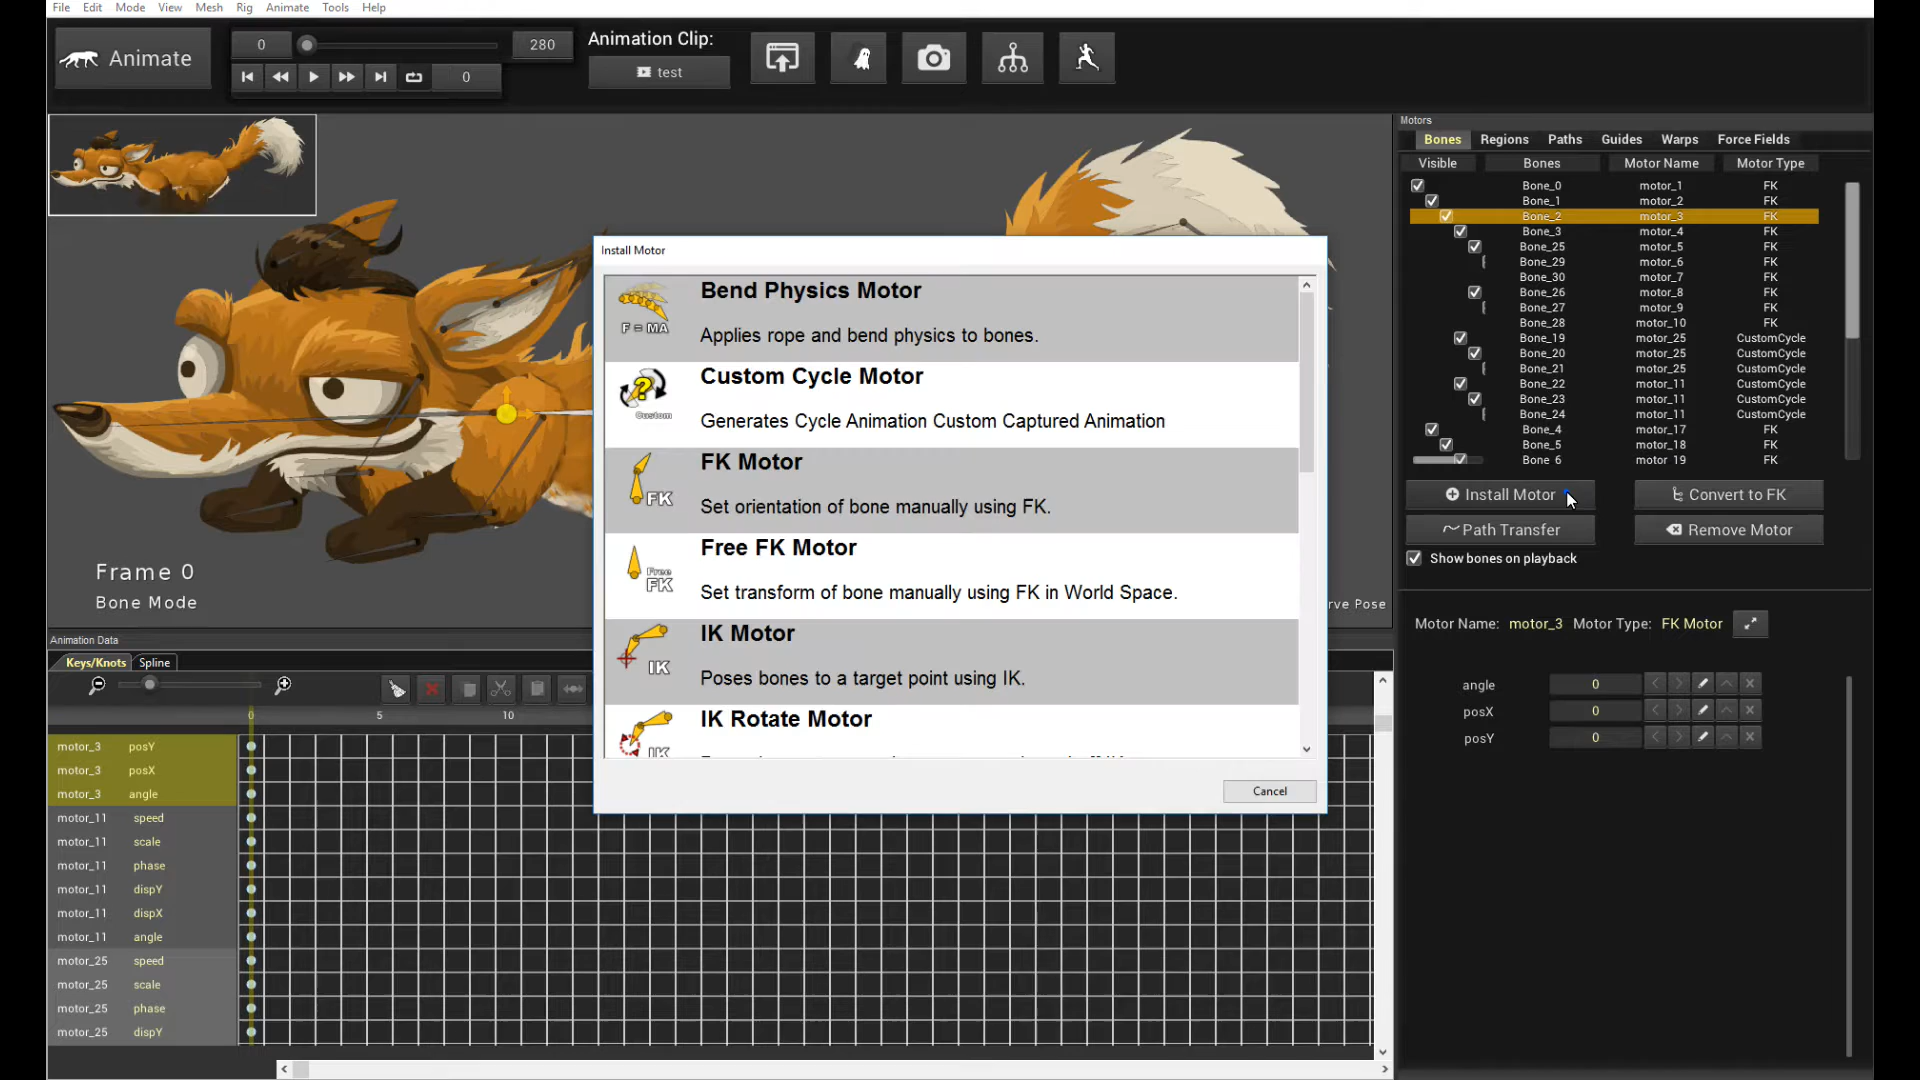 File Edit Mode View Mesh Rig Animate Tools Help
Animate
0 280
0
Animation Clip:
test
Motors
Bones Regions Paths Guides Warps Force Fields
Visible Bones Motor Name Motor Type
Bone_0 motor_1 FK
Bone_1 motor_2 FK
Bone_2 motor_3 FK
Bone_3 motor_4 FK
Bone_25 motor_5 FK
Bone_29 motor_6 FK
Bone_30 motor_7 FK
Bone_26 motor_8 FK
Bone_27 motor_9 FK
Bone_28 motor_10 FK
Bone_19 motor_25 CustomCycle
Bone_20 motor_25 CustomCycle
Bone_21 motor_25 CustomCycle
Bone_22 motor_11 CustomCycle
Bone_23 motor_11 CustomCycle
Bone_24 motor_11 CustomCycle
Bone_4 motor_17 FK
Bone_5 motor_18 FK
Bone 6 motor 19 FK
Install Motor Convert to FK
Path Transfer Remove Motor
Show bones on playback
Motor Name: motor_3 Motor Type: FK Motor
angle 0
posX 0
posY 0
Install Motor
F = MA
Bend Physics Motor
Applies rope and bend physics to bones.
Custom
Custom Cycle Motor
Generates Cycle Animation Custom Captured Animation
FK
FK Motor
Set orientation of bone manually using FK.
Free
FK
Free FK Motor
Set transform of bone manually using FK in World Space.
IK
IK Motor
Poses bones to a target point using IK.
IK
IK Rotate Motor
Cancel
Frame 0
Bone Mode
rve Pose
Animation Data
Keys/Knots Spline
0 5 10
motor_3 posY
motor_3 posX
motor_3 angle
motor_11 speed
motor_11 scale
motor_11 phase
motor_11 dispY
motor_11 dispX
motor_11 angle
motor_25 speed
motor_25 scale
motor_25 phase
motor_25 dispY